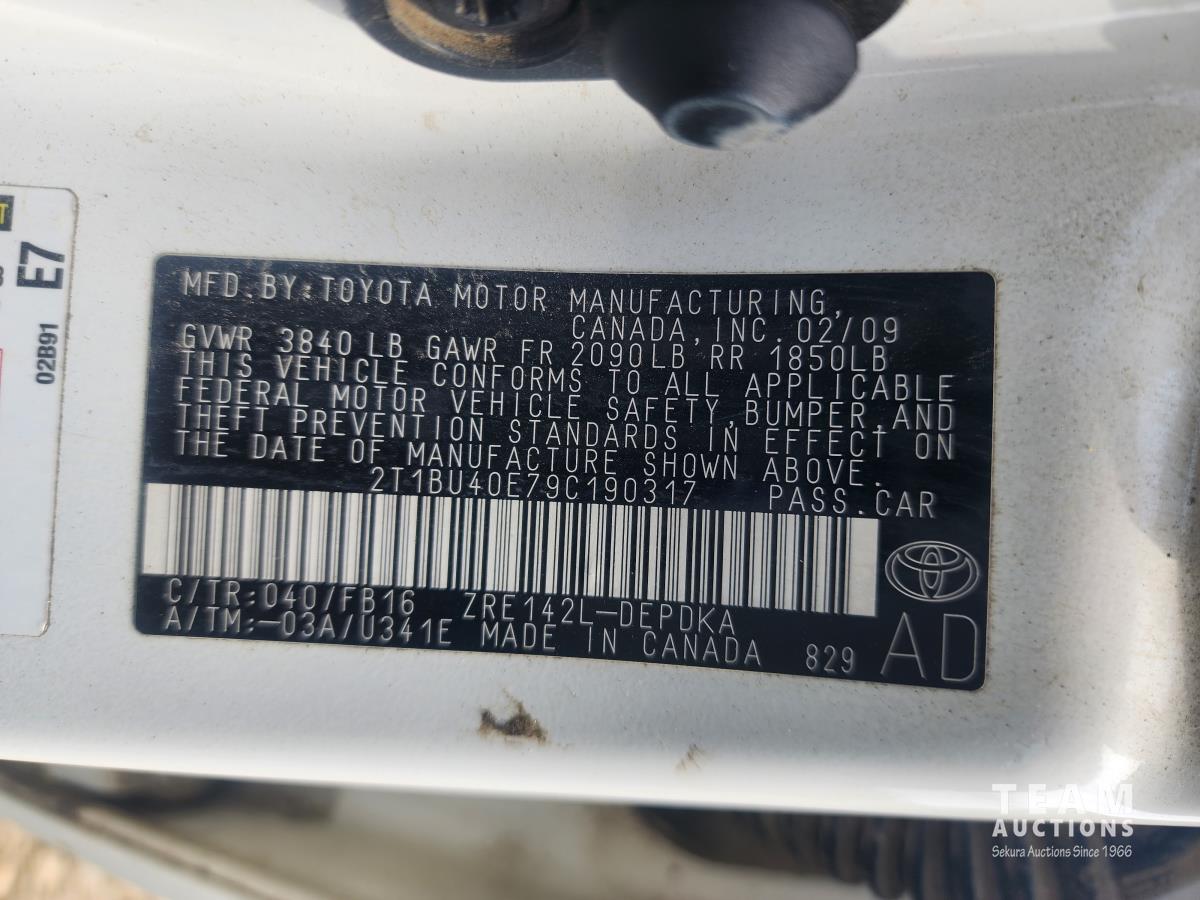 MFD.BY:TOYOTA MOTOR MANUFACTURING,
CANADA, INC. 02/09
GVWR 3840 LB GAWR FR 2090LB RR 1850LB
THIS VEHICLE CONFORMS TO ALL APPLICABLE
FEDERAL MOTOR VEHICLE SAFETY, BUMPER, AND
THEFT PREVENTION STANDARDS IN EFFECT ON
THE DATE OF MANUFACTURE SHOWN ABOVE.
2T1BU40E79C190317 PASS.CAR
C/TR:040/FB16 ZRE142L-DEPDKA
A/TM:-03A/U341E MADE IN CANADA 829 AD
E7
02B91
TEAM
AUCTIONS
Sekura Auctions Since 1966